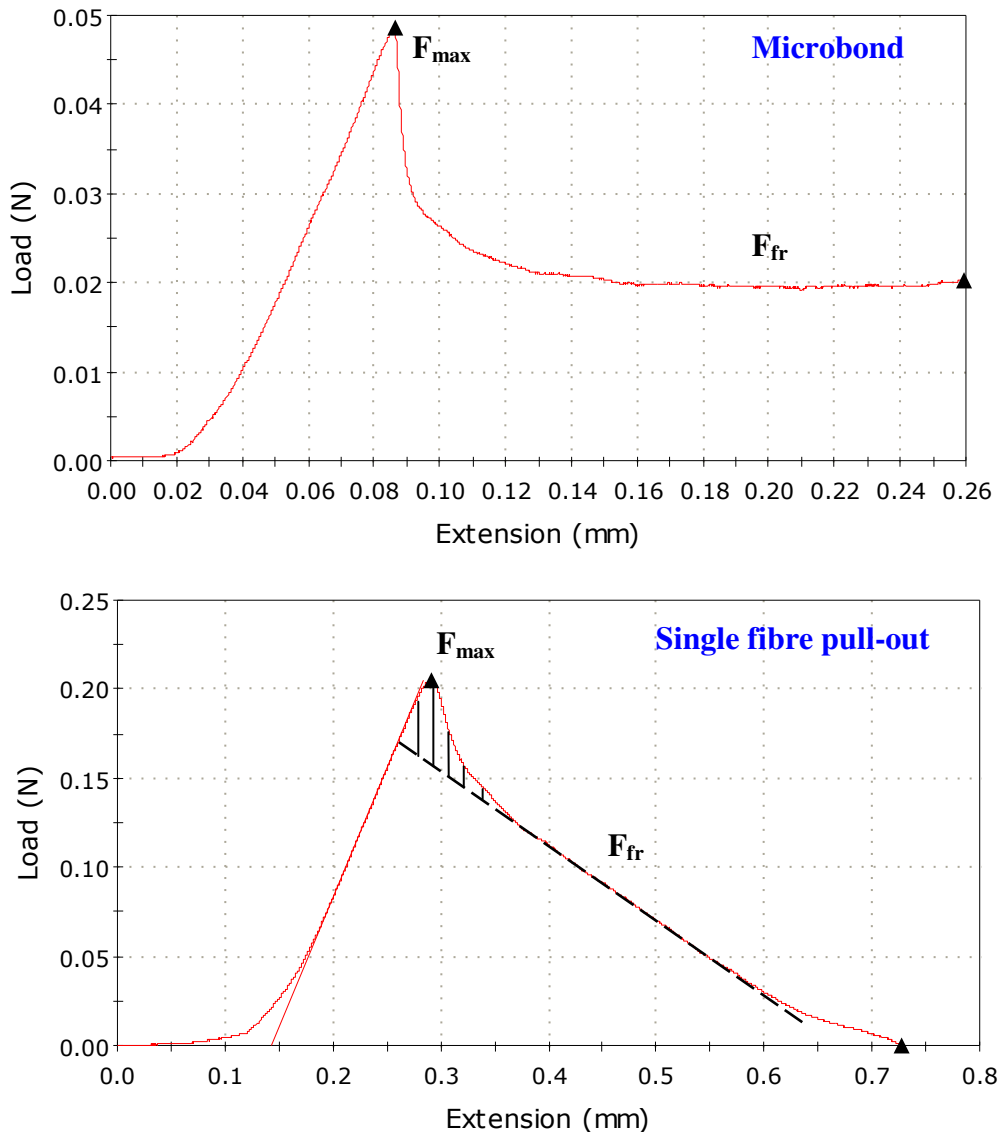 0.05
Microbond
Fmax
0.04
0.03
Load (N)
Ffr
0.02
0.01
0.00
0.00 0.02 0.04 0.06 0.08 0.10 0.12 0.14 0.16 0.18 0.20 0.22 0.24 0.26
Extension (mm)
0.25
Single fibre pull-out
Fmax
0.20
0.15
Load (N)
Ffr
0.10
0.05
0.00
0.0 0.1 0.2 0.3 0.4 0.5 0.6 0.7 0.8
Extension (mm)